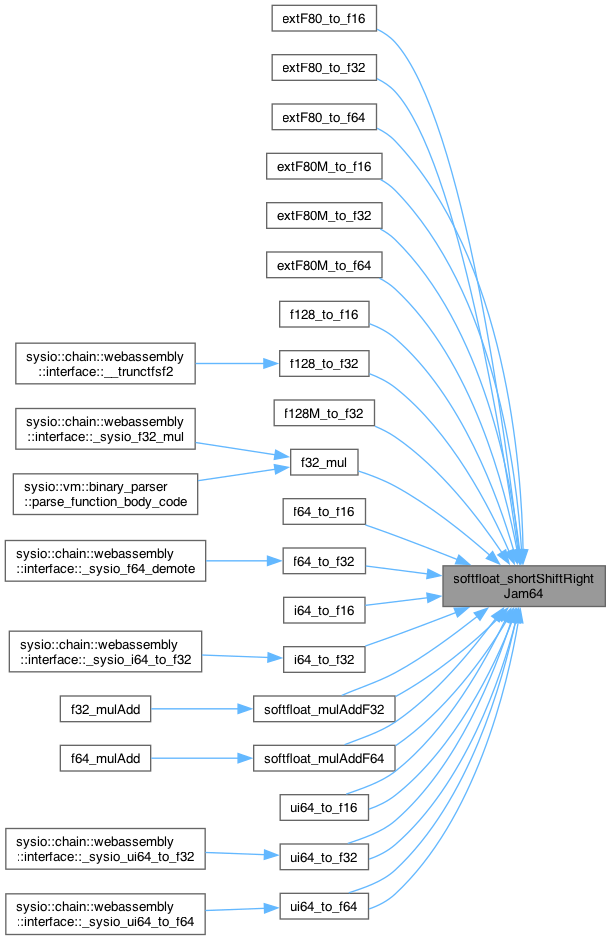 extF80_to_f16
extF80_to_f32
extF80_to_f64
extF80M_to_f16
extF80M_to_f32
extF80M_to_f64
f128_to_f16
sysio::chain::webassembly
::interface::__trunctfsf2
f128_to_f32
f128M_to_f32
sysio::chain::webassembly
::interface::_sysio_f32_mul
f32_mul
sysio::vm::binary_parser
::parse_function_body_code
f64_to_f16
sysio::chain::webassembly
::interface::_sysio_f64_demote
f64_to_f32
softfloat_shortShiftRight
Jam64
i64_to_f16
sysio::chain::webassembly
::interface::_sysio_i64_to_f32
i64_to_f32
f32_mulAdd
softfloat_mulAddF32
f64_mulAdd
softfloat_mulAddF64
ui64_to_f16
sysio::chain::webassembly
::interface::_sysio_ui64_to_f32
ui64_to_f32
sysio::chain::webassembly
::interface::_sysio_ui64_to_f64
ui64_to_f64